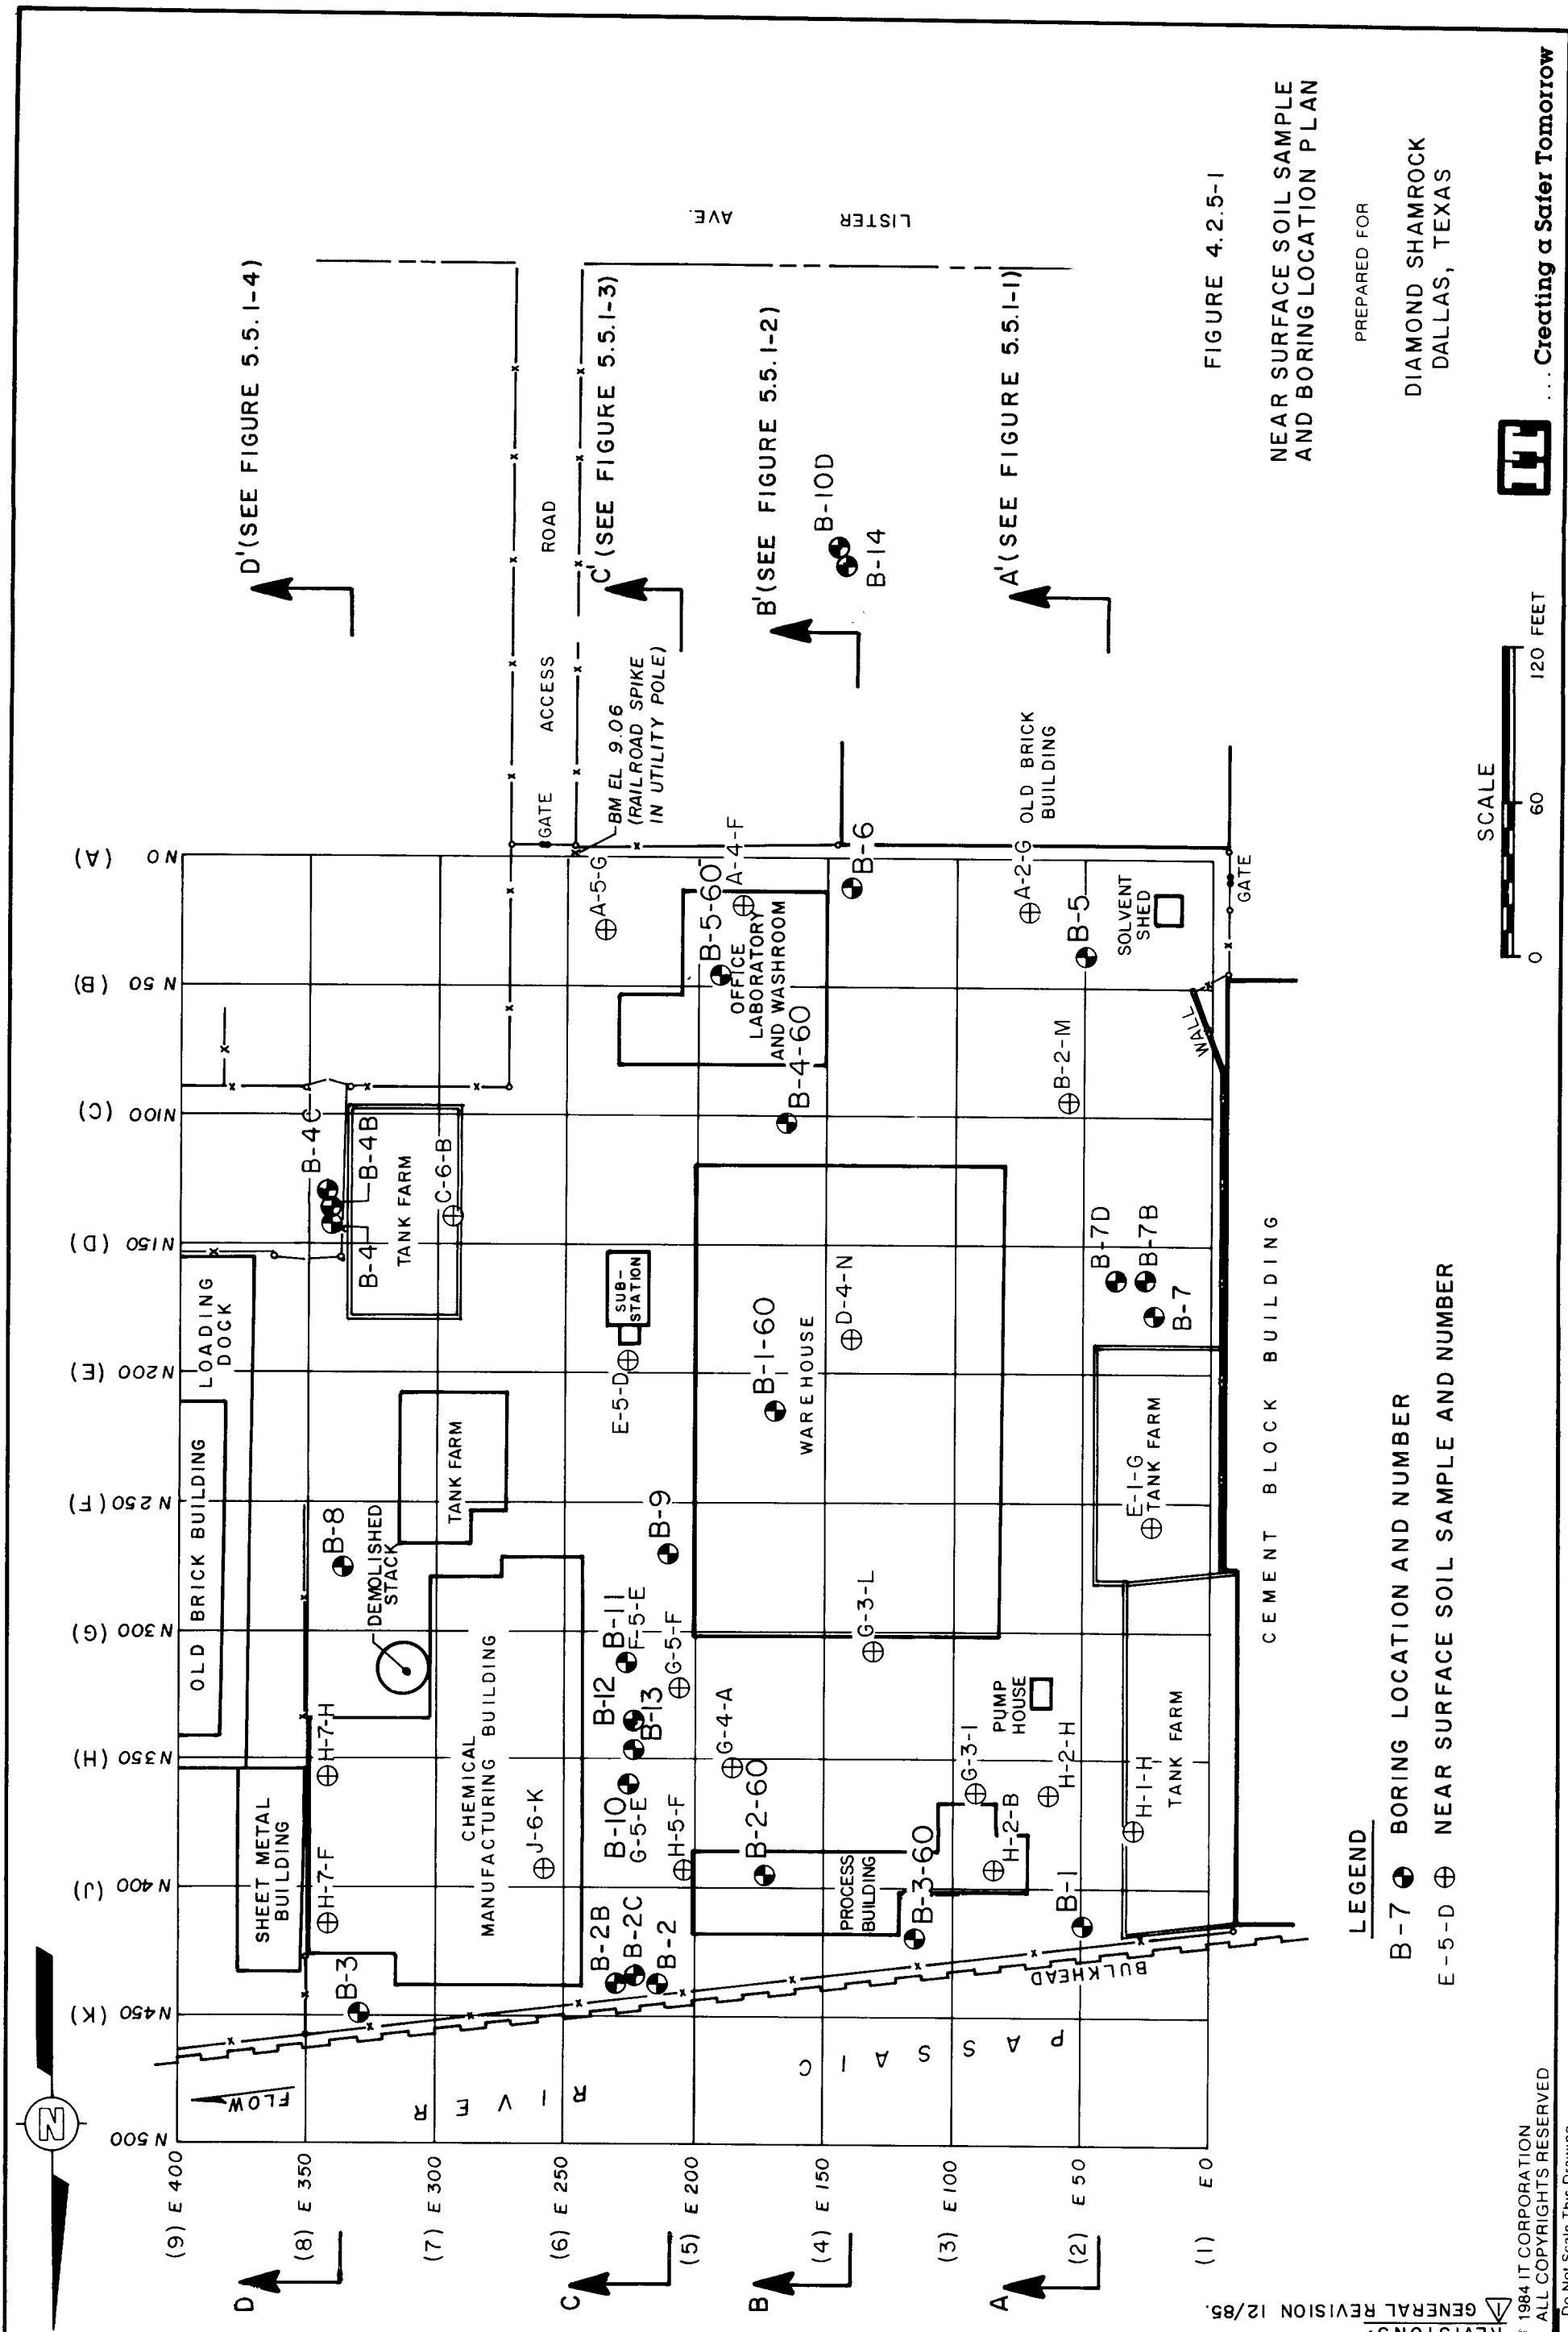 N
(A)
(B)
(C)
(D)
(E)
(F)
(G)
(H)
(J)
(K)
N 0
N 50
N100
N150
N 200
N 250
N 300
N 350
N 400
N 450
N 500
(9) E 400
(8) E 350
(7) E 300
(6) E 250
(5) E 200
(4) E 150
(3) E 100
(2) E 50
(1) E 0
D
C
B
A
D'(SEE FIGURE 5.5.1-4)
C'(SEE FIGURE 5.5.1-3)
B'(SEE FIGURE 5.5.1-2)
A'(SEE FIGURE 5.5.1-1)
LISTER AVE.
ACCESS ROAD
GATE
BM EL 9.06
(RAILROAD SPIKE
IN UTILITY POLE)
B-10D
B-14
OLD BRICK
BUILDING
SHEET METAL
BUILDING
OLD BRICK BUILDING
LOADING
DOCK
B-3
H-7-F
H-7-H
B-8
DEMOLISHED
STACK
B-4C
B-4B
B-4
TANK FARM
C-6-B
TANK FARM
CHEMICAL
MANUFACTURING BUILDING
J-6-K
SUB-
STATION
E-5-D
A-5-G
B-2B
B-2C
B-2
B-10
G-5-E
H-5-F
B-12
B-13
B-11
F-5-E
G-5-F
B-9
G-4-A
B-2-60
PROCESS
BUILDING
B-3-60
B-1-60
WAREHOUSE
D-4-N
G-3-L
B-5-60
OFFICE
LABORATORY
AND WASHROOM
A-4-F
B-4-60
B-6
A-2-G
B-5
SOLVENT
SHED
GATE
B-2-M
WALL
B-7D
B-7B
B-7
E-1-G
TANK FARM
PUMP
HOUSE
G-3-I
H-2-H
H-2-B
H-1-H
TANK FARM
B-1
BULKHEAD
FLOW
PASSAIC RIVER
CEMENT BLOCK BUILDING
LEGEND
B-7 BORING LOCATION AND NUMBER
E-5-D NEAR SURFACE SOIL SAMPLE AND NUMBER
SCALE
0 60 120 FEET
FIGURE 4.2.5-1
NEAR SURFACE SOIL SAMPLE
AND BORING LOCATION PLAN
PREPARED FOR
DIAMOND SHAMROCK
DALLAS, TEXAS
... Creating a Safer Tomorrow
REVISIONS:
1 GENERAL REVISION 12/85.
1984 IT CORPORATION
ALL COPYRIGHTS RESERVED
Do Not Scale This Drawing